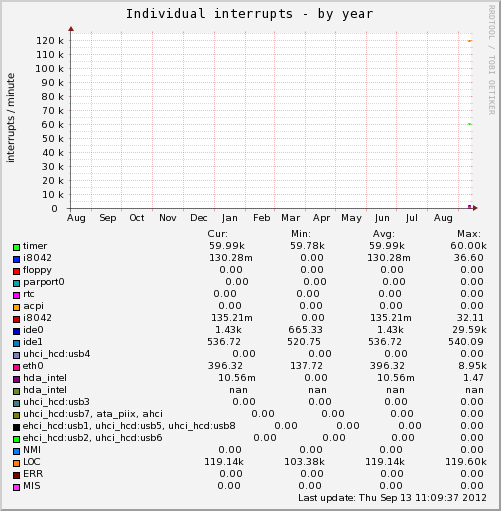 Individual interrupts - by year
RRDTOOL / TOBI OETIKER
interrupts / minute
120 k
110 k
100 k
90 k
80 k
70 k
60 k
50 k
40 k
30 k
20 k
10 k
0
Aug Sep Oct Nov Dec Jan Feb Mar Apr May Jun Jul Aug
Cur: Min: Avg: Max:
timer 59.99k 59.78k 59.99k 60.00k
i8042 130.28m 0.00 130.28m 36.60
floppy 0.00 0.00 0.00 0.00
parport0 0.00 0.00 0.00 0.00
rtc 0.00 0.00 0.00 0.00
acpi 0.00 0.00 0.00 0.00
i8042 135.21m 0.00 135.21m 32.11
ide0 1.43k 665.33 1.43k 29.59k
ide1 536.72 520.75 536.72 540.09
uhci_hcd:usb4 0.00 0.00 0.00 0.00
eth0 396.32 137.72 396.32 8.95k
hda_intel 10.56m 0.00 10.56m 1.47
hda_intel nan nan nan nan
uhci_hcd:usb3 0.00 0.00 0.00 0.00
uhci_hcd:usb7, ata_piix, ahci 0.00 0.00 0.00 0.00
ehci_hcd:usb1, uhci_hcd:usb5, uhci_hcd:usb8 0.00 0.00 0.00 0.00
ehci_hcd:usb2, uhci_hcd:usb6 0.00 0.00 0.00 0.00
NMI 0.00 0.00 0.00 0.00
LOC 119.14k 103.38k 119.14k 119.60k
ERR 0.00 0.00 0.00 0.00
MIS 0.00 0.00 0.00 0.00
Last update: Thu Sep 13 11:09:37 2012